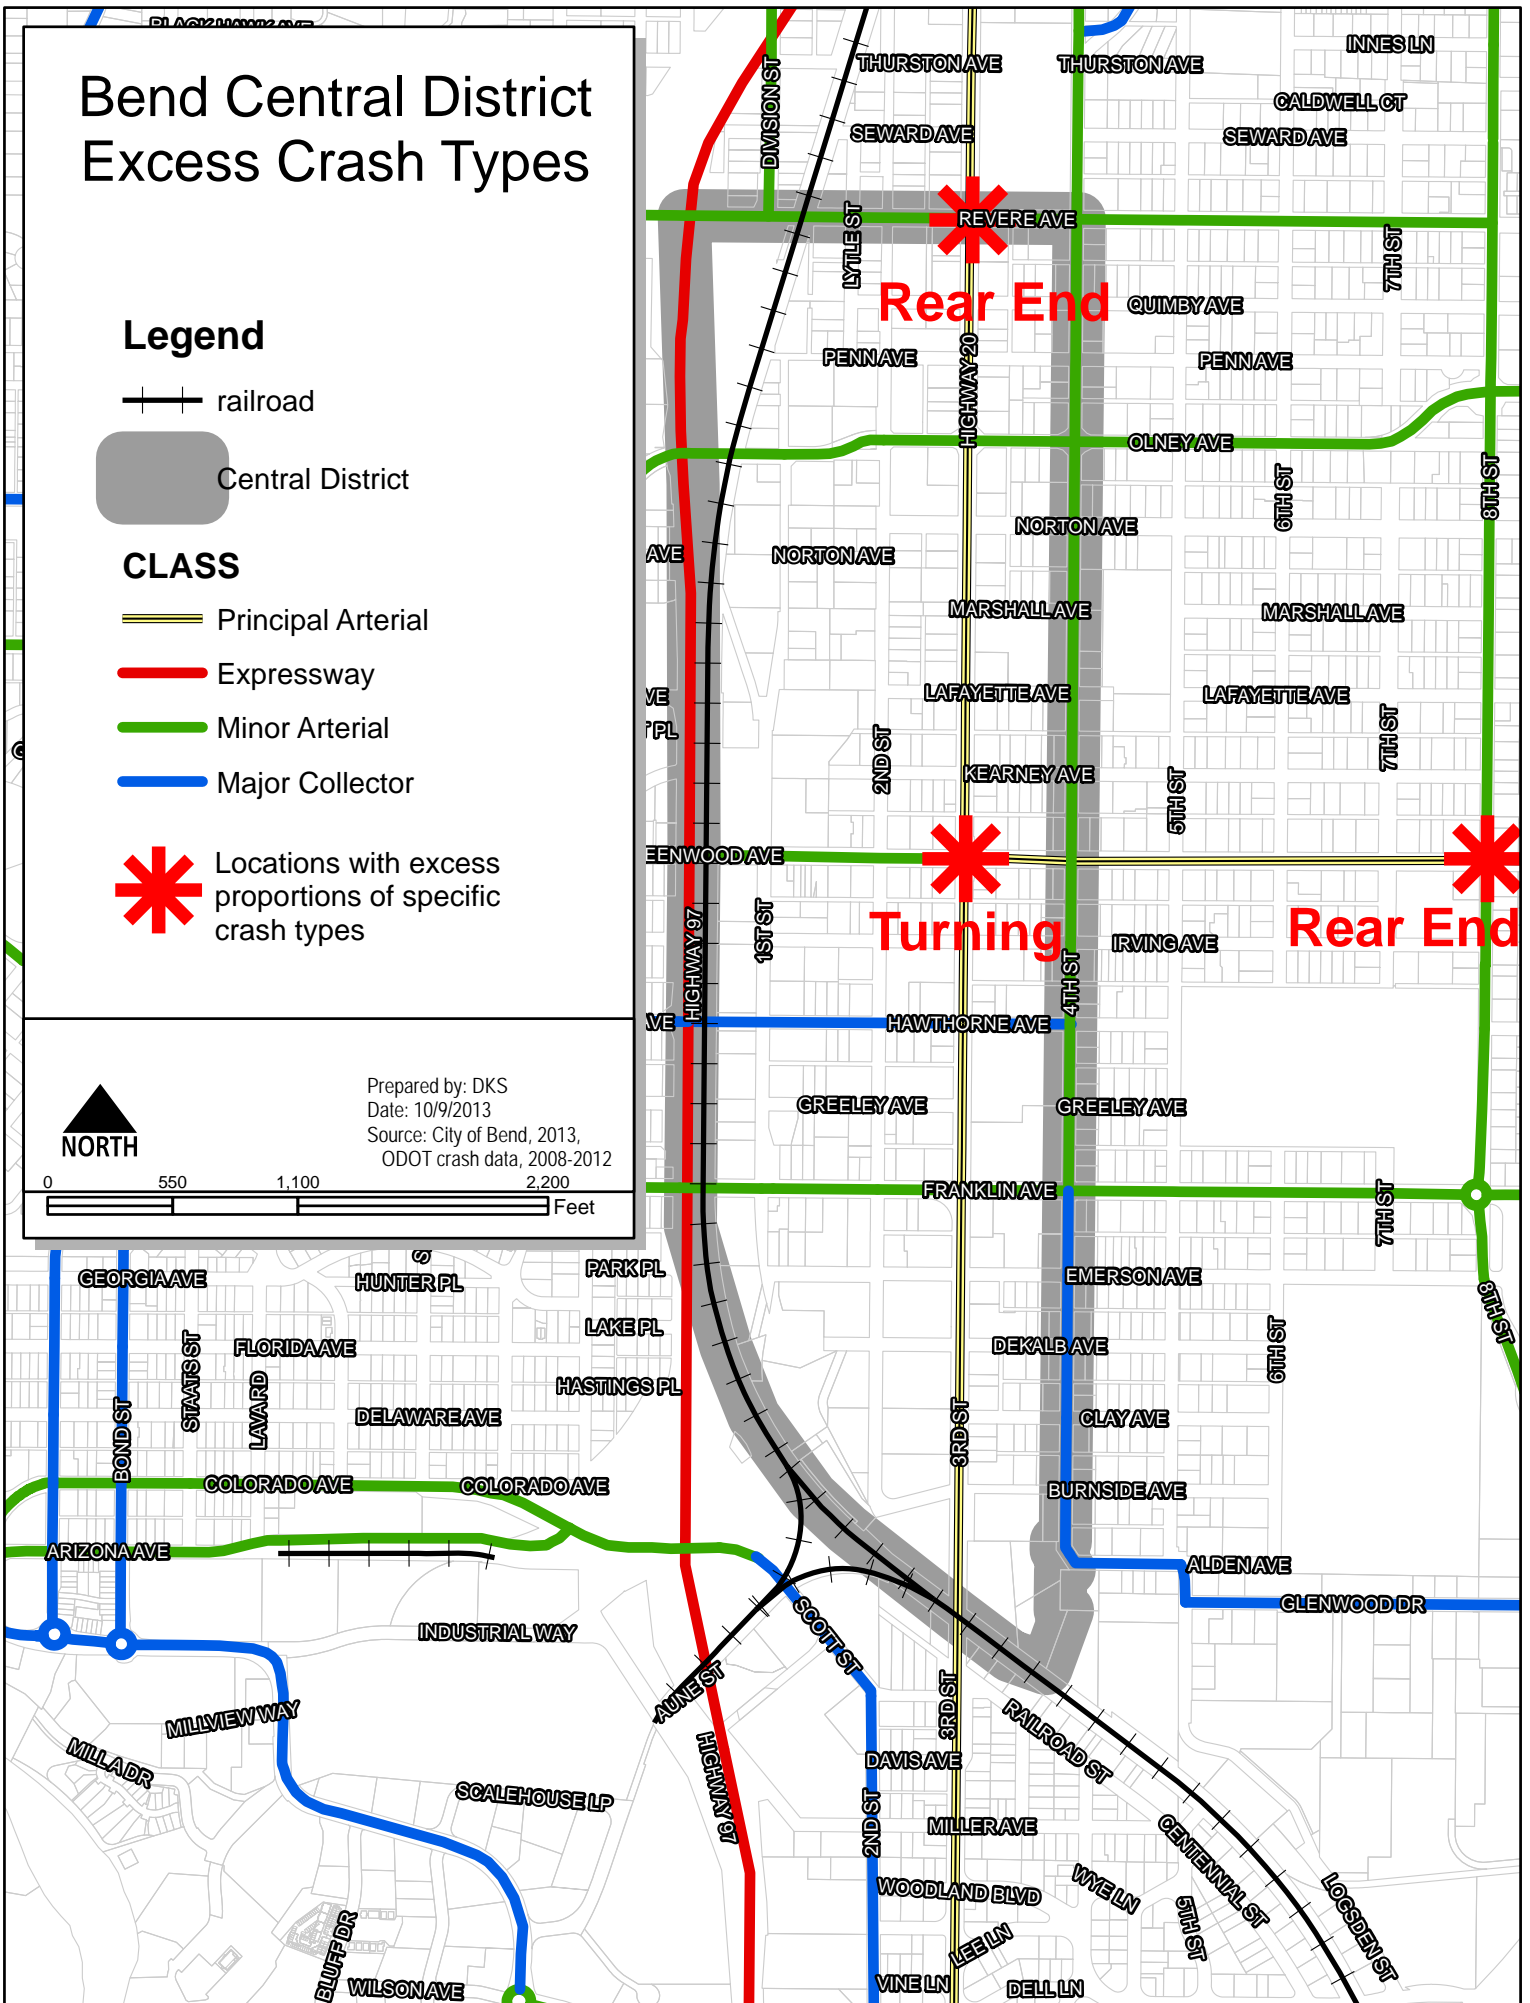 BLACK HAWK AVE
Bend Central District
Excess Crash Types
Legend
railroad
Central District
CLASS
Principal Arterial
Expressway
Minor Arterial
Major Collector
Locations with excess
proportions of specific
crash types
NORTH
Prepared by: DKS
Date: 10/9/2013
Source: City of Bend, 2013,
ODOT crash data, 2008-2012
0 550 1,100 2,200
Feet
INNES LN
THURSTON AVE
THURSTON AVE
DIVISION ST
CALDWELL CT
SEWARD AVE
SEWARD AVE
REVERE AVE
LYTLE ST
7TH ST
Rear End
QUIMBY AVE
PENN AVE
HIGHWAY 20
PENN AVE
OLNEY AVE
6TH ST
8TH ST
AVE
NORTON AVE
NORTON AVE
MARSHALL AVE
MARSHALL AVE
VE
LAFAYETTE AVE
LAFAYETTE AVE
PL
2ND ST
7TH ST
KEARNEY AVE
5TH ST
EENWOOD AVE
Turning
Rear End
HIGHWAY 97
1ST ST
IRVING AVE
4TH ST
VE
HAWTHORNE AVE
GREELEY AVE
GREELEY AVE
FRANKLIN AVE
7TH ST
GEORGIA AVE
S
HUNTER PL
PARK PL
EMERSON AVE
8TH ST
STAATS ST
FLORIDA AVE
LAKE PL
DEKALB AVE
6TH ST
LAVA RD
HASTINGS PL
BOND ST
DELAWARE AVE
3RD ST
CLAY AVE
COLORADO AVE
COLORADO AVE
BURNSIDE AVE
ARIZONA AVE
ALDEN AVE
GLENWOOD DR
INDUSTRIAL WAY
SCOTT ST
AUNE ST
3RD ST
MILLVIEW WAY
RAILROAD ST
MILL A DR
HIGHWAY 97
DAVIS AVE
SCALEHOUSE LP
2ND ST
MILLER AVE
CENTENNIAL ST
WOODLAND BLVD
WYE LN
LOGSDEN ST
5TH ST
BLUFF DR
LEE LN
WILSON AVE
VINE LN
DELL LN